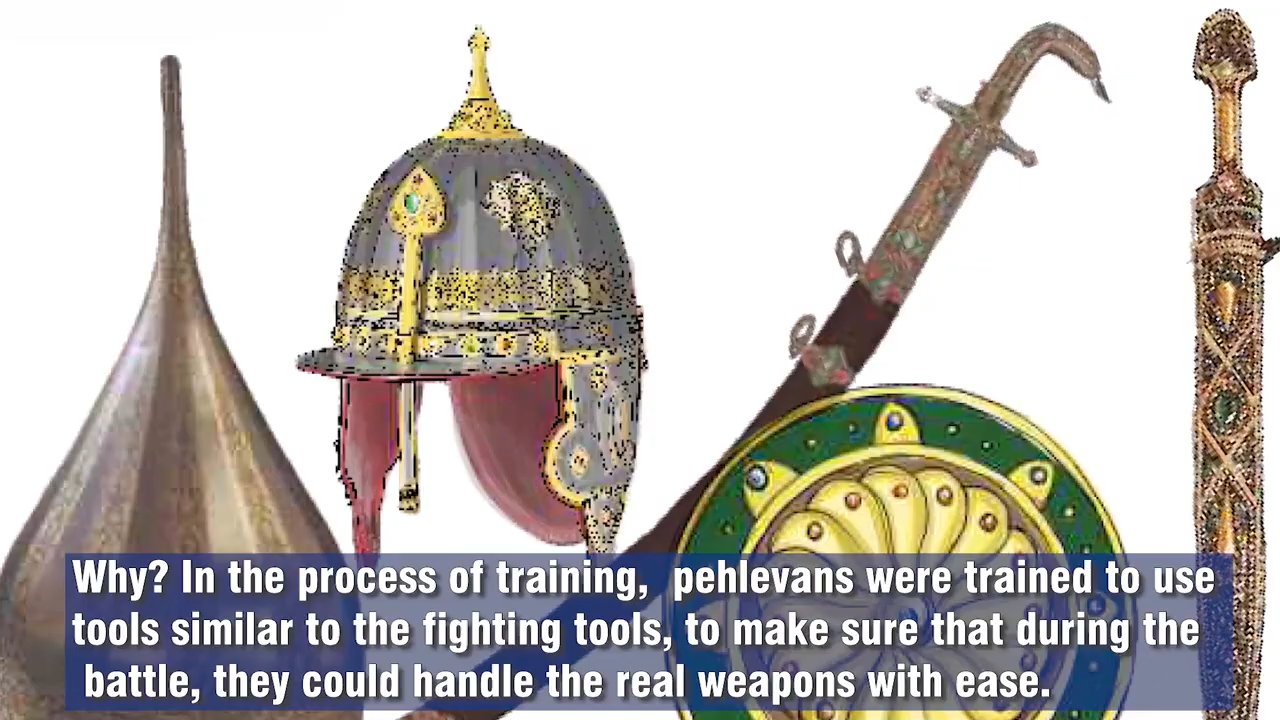 Why? In the process of training, pehlevans were trained to use
tools similar to the fighting tools, to make sure that during the
battle, they could handle the real weapons with ease.